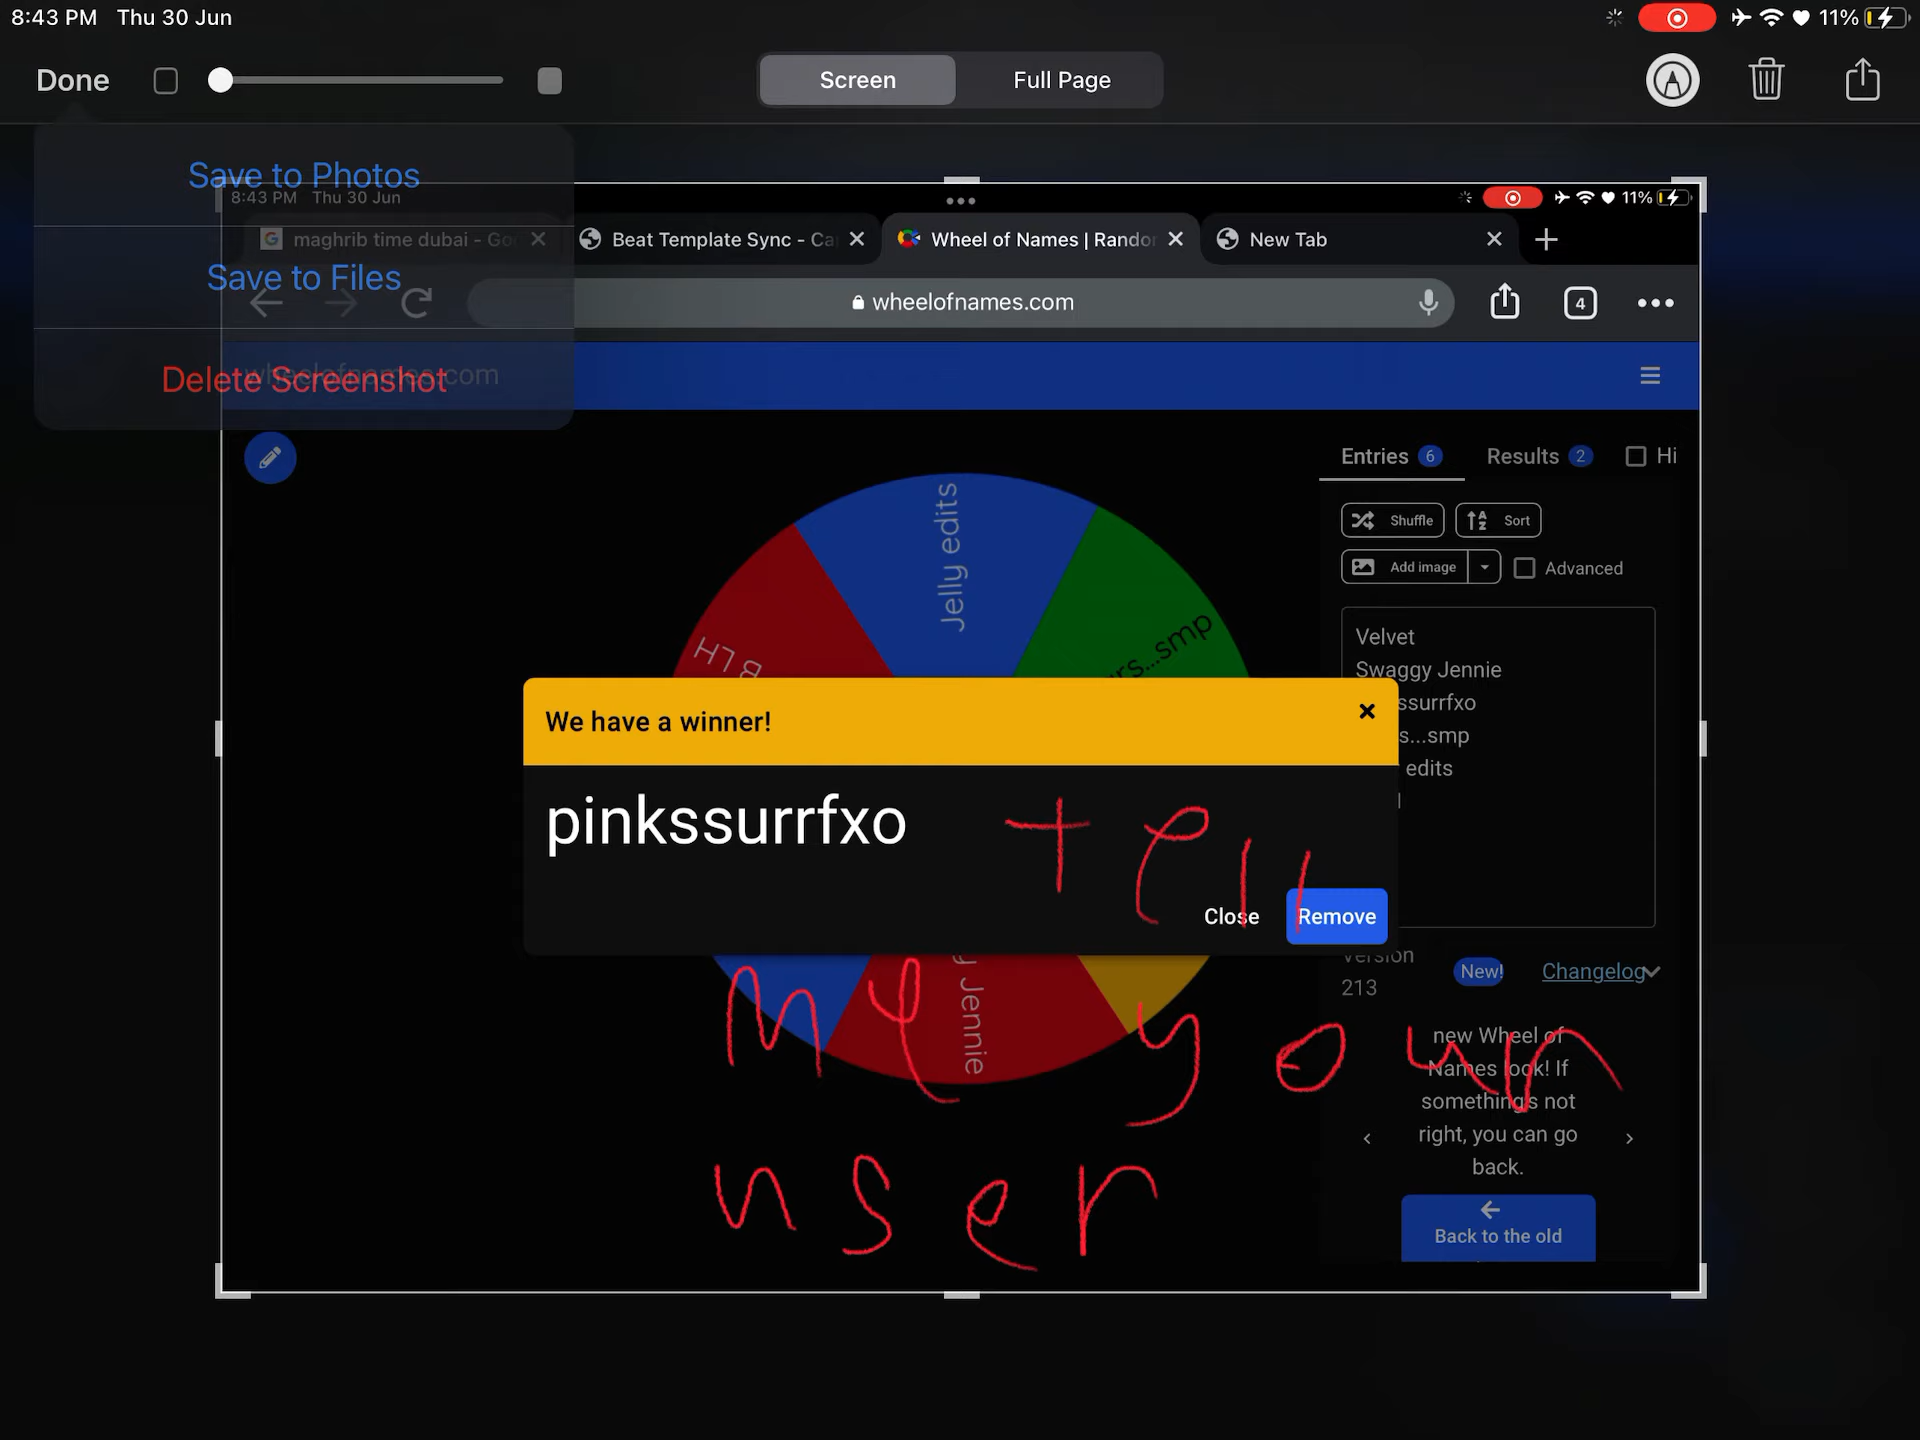 8:43 PM Thu 30 Jun
11%
Done
Screen
Full Page
Save to Photos
Save to Files
Delete Screenshot
8:43 PM Thu 30 Jun
11%
maghrib time dubai - Go
Beat Template Sync - Ca
Wheel of Names | Rando
New Tab
wheelofnames.com
4
wheelofnames.com
Entries 6
Results 2
Hi
Shuffle
Sort
Add image
Advanced
Jelly edits
B LH
rs...smp
y Jennie
Velvet
Swaggy Jennie
ssurrfxo
s...smp
edits
We have a winner!
pinkssurrfxo
Close
Remove
tell
me your
user
Version
213
New!
Changelog
new Wheel of
Names look! If
something's not
right, you can go
back.
Back to the old